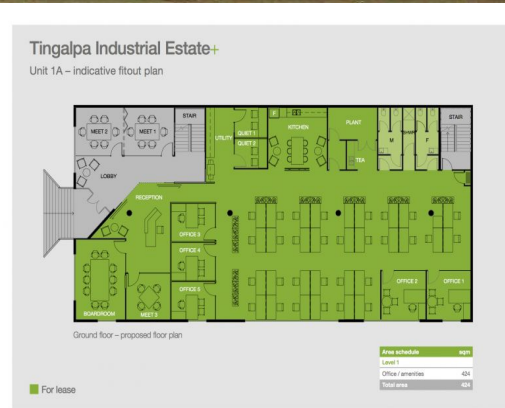 Tingalpa Industrial Estate+
Unit 1A – indicative fitout plan
MEET 2
MEET 1
STAIR
UTILITY
QUIET 1
QUIET 2
F
KITCHEN
PLANT
TEA
M
F
STAIR
LOBBY
RECEPTION
OFFICE 3
OFFICE 4
OFFICE 5
BOARDROOM
MEET 3
OFFICE 2
OFFICE 1
Ground floor – proposed floor plan
Area schedule sqm
Level 1
Office / amenities 424
Total area 424
For lease